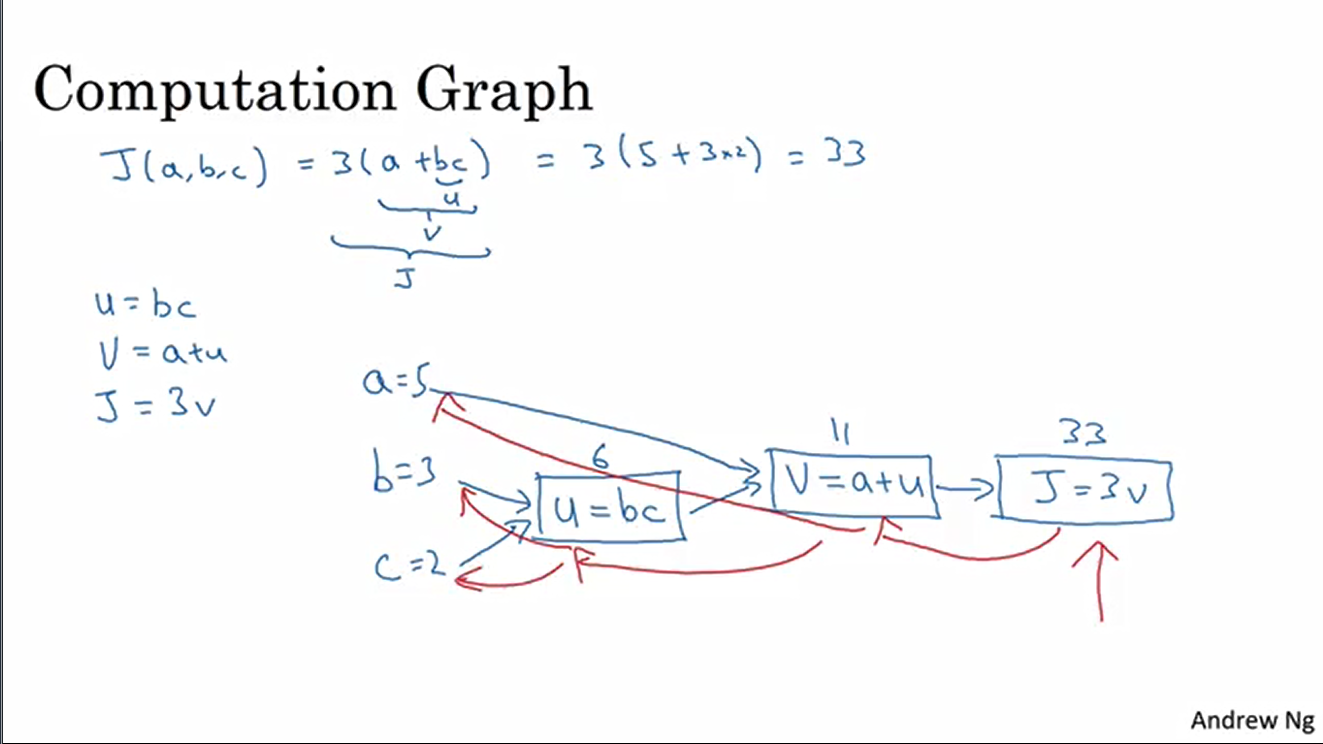 Computation Graph
J(a,b,c) = 3(a+bc) = 3(5+3×2) = 33
u
v
J
u = bc
V = a+u
J = 3v
a=5
11
33
b=3
6
V = a+u
J = 3v
u = bc
c=2
Andrew Ng